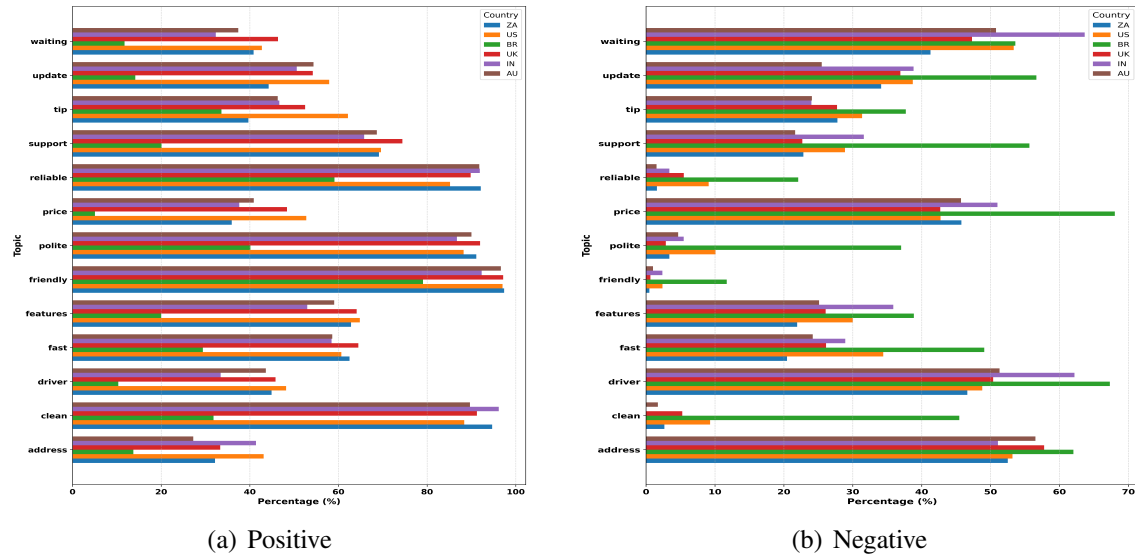 waiting
update
tip
support
reliable
price
polite
friendly
features
fast
driver
clean
address
Topic
0 20 40 60 80 100
Percentage (%)
Country
ZA
US
BR
UK
IN
AU
(a) Positive
waiting
update
tip
support
reliable
price
polite
friendly
features
fast
driver
clean
address
Topic
0 10 20 30 40 50 60 70
Percentage (%)
Country
ZA
US
BR
UK
IN
AU
(b) Negative